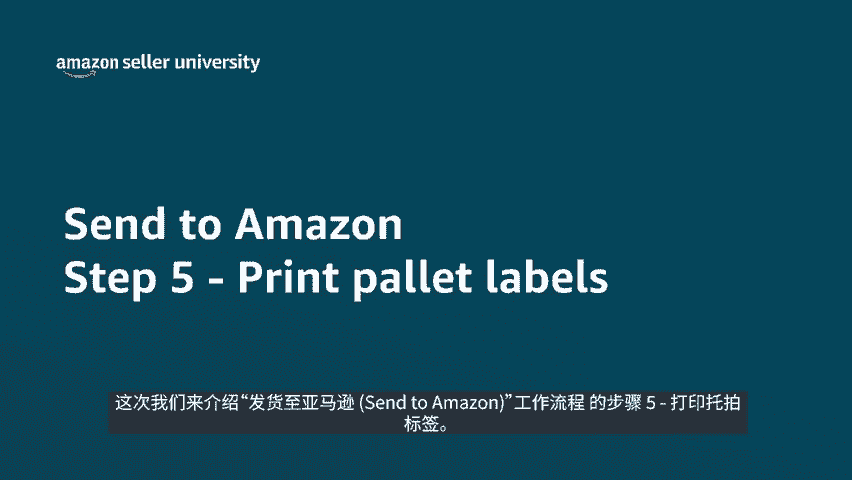 amazon seller university
Send to Amazon
Step 5 - Print pallet labels
这次我们来介绍“发货至亚马逊 (Send to Amazon)”工作流程 的步骤 5 - 打印托拍
标签。